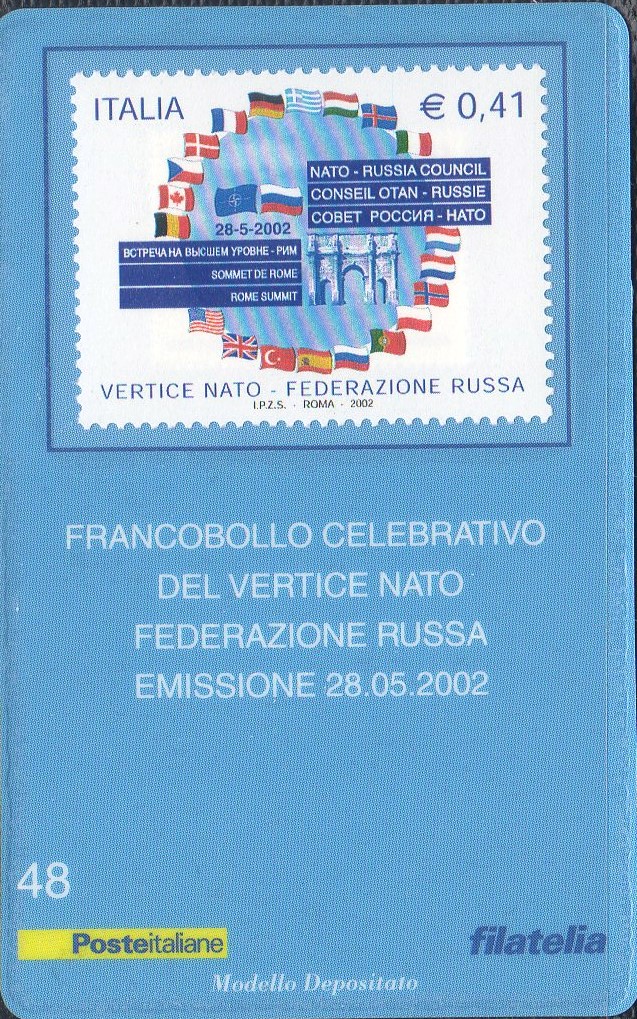 ITALIA
€ 0,41
NATO - RUSSIA COUNCIL
CONSEIL OTAN - RUSSIE
СОВЕТ РОССИЯ - НАТО
28-5-2002
ВСТРЕЧА НА ВЫСШЕМ УРОВНЕ - РИМ
SOMMET DE ROME
ROME SUMMIT
VERTICE NATO - FEDERAZIONE RUSSA
I.P.Z.S. - ROMA - 2002
FRANCOBOLLO CELEBRATIVO
DEL VERTICE NATO
FEDERAZIONE RUSSA
EMISSIONE 28.05.2002
48
Posteitaliane
filatelia
Modello Depositato